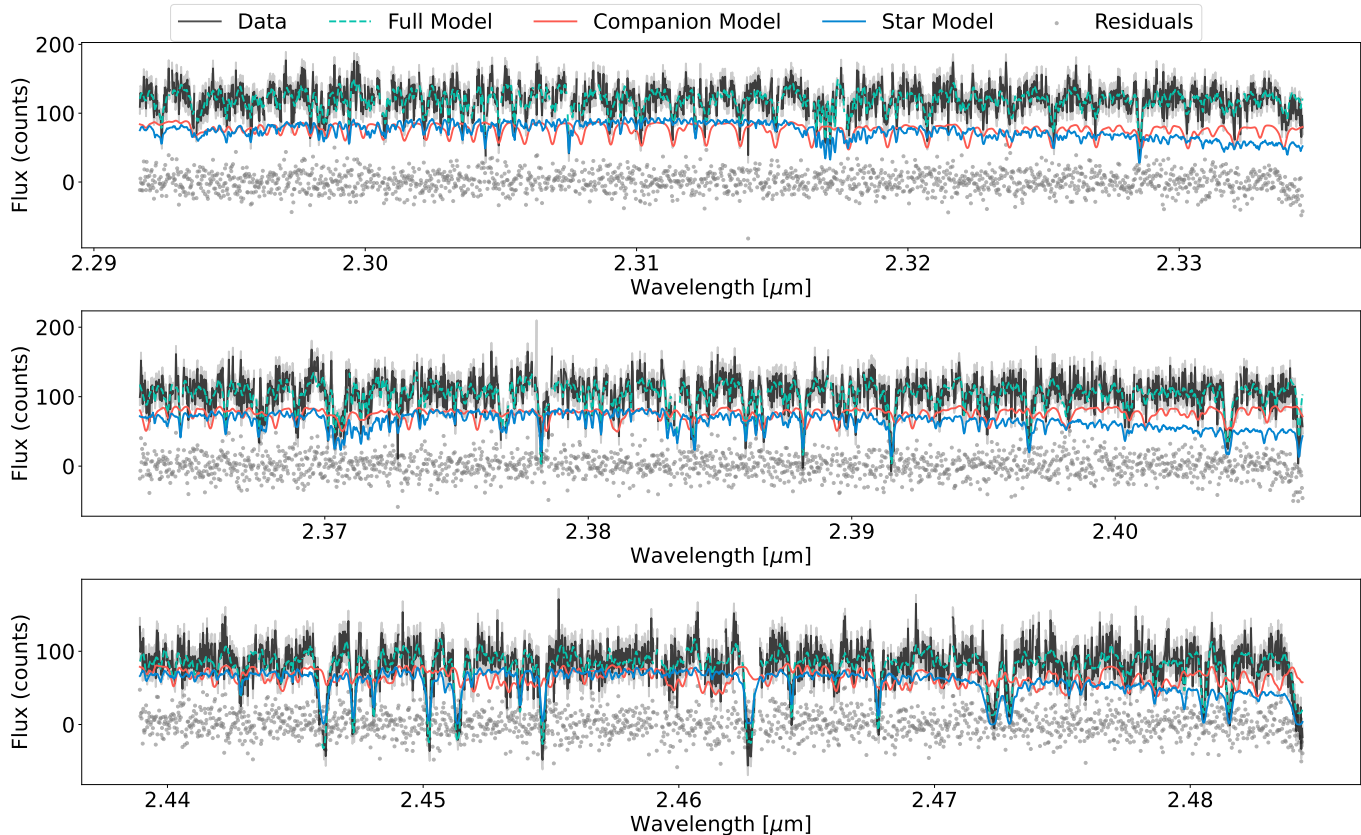 Data Full Model Companion Model Star Model Residuals
Flux (counts)
200
100
0
2.29 2.30 2.31 2.32 2.33
Wavelength [μm]
Flux (counts)
200
100
0
2.37 2.38 2.39 2.40
Wavelength [μm]
Flux (counts)
100
0
2.44 2.45 2.46 2.47 2.48
Wavelength [μm]